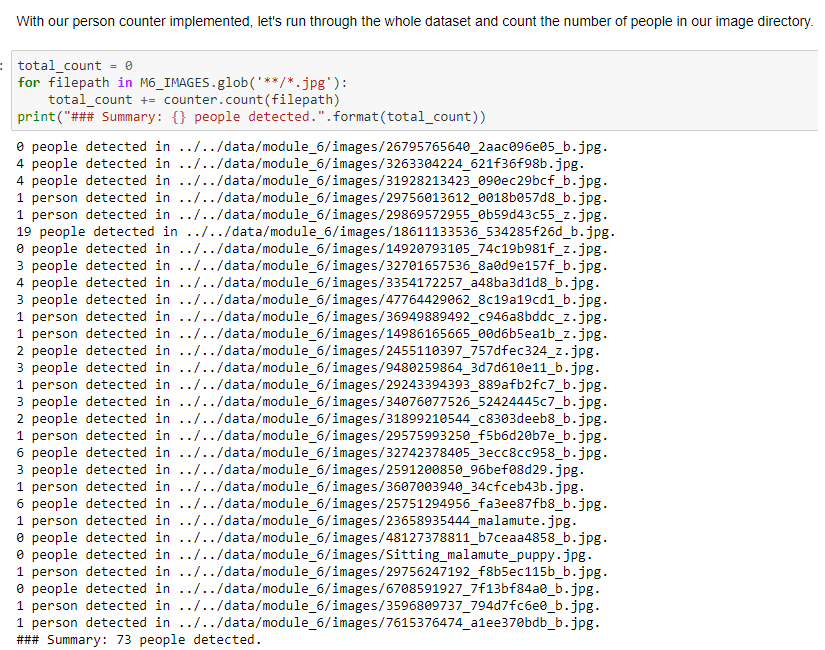 With our person counter implemented, let's run through the whole dataset and count the number of people in our image directory.
:
total_count = 0
for filepath in M6_IMAGES.glob('**/*.jpg'):
    total_count += counter.count(filepath)
print("### Summary: {} people detected.".format(total_count))
0 people detected in ../../data/module_6/images/26795765640_2aac096e05_b.jpg.
4 people detected in ../../data/module_6/images/3263304224_621f36f98b.jpg.
4 people detected in ../../data/module_6/images/31928213423_090ec29bcf_b.jpg.
1 person detected in ../../data/module_6/images/29756013612_0018b057d8_b.jpg.
1 person detected in ../../data/module_6/images/29869572955_0b59d43c55_z.jpg.
19 people detected in ../../data/module_6/images/18611133536_534285f26d_b.jpg.
0 people detected in ../../data/module_6/images/14920793105_74c19b981f_z.jpg.
3 people detected in ../../data/module_6/images/32701657536_8a0d9e157f_b.jpg.
4 people detected in ../../data/module_6/images/3354172257_a48ba3d1d8_b.jpg.
3 people detected in ../../data/module_6/images/47764429062_8c19a19cd1_b.jpg.
1 person detected in ../../data/module_6/images/36949889492_c946a8bddc_z.jpg.
1 person detected in ../../data/module_6/images/14986165665_00d6b5ea1b_z.jpg.
2 people detected in ../../data/module_6/images/2455110397_757dfec324_z.jpg.
3 people detected in ../../data/module_6/images/9480259864_3d7d610e11_b.jpg.
1 person detected in ../../data/module_6/images/29243394393_889afb2fc7_b.jpg.
3 people detected in ../../data/module_6/images/34076077526_52424445c7_b.jpg.
2 people detected in ../../data/module_6/images/31899210544_c8303deeb8_b.jpg.
1 person detected in ../../data/module_6/images/29575993250_f5b6d20b7e_b.jpg.
6 people detected in ../../data/module_6/images/32742378405_3ecc8cc958_b.jpg.
3 people detected in ../../data/module_6/images/2591200850_96bef08d29.jpg.
1 person detected in ../../data/module_6/images/3607003940_34cfceb43b.jpg.
6 people detected in ../../data/module_6/images/25751294956_fa3ee87fb8_b.jpg.
1 person detected in ../../data/module_6/images/23658935444_malamute.jpg.
0 people detected in ../../data/module_6/images/48127378811_b7ceaa4858_b.jpg.
0 people detected in ../../data/module_6/images/Sitting_malamute_puppy.jpg.
1 person detected in ../../data/module_6/images/29756247192_f8b5ec115b_b.jpg.
0 people detected in ../../data/module_6/images/6708591927_7f13bf84a0_b.jpg.
1 person detected in ../../data/module_6/images/3596809737_794d7fc6e0_b.jpg.
1 person detected in ../../data/module_6/images/7615376474_a1ee370bdb_b.jpg.
### Summary: 73 people detected.